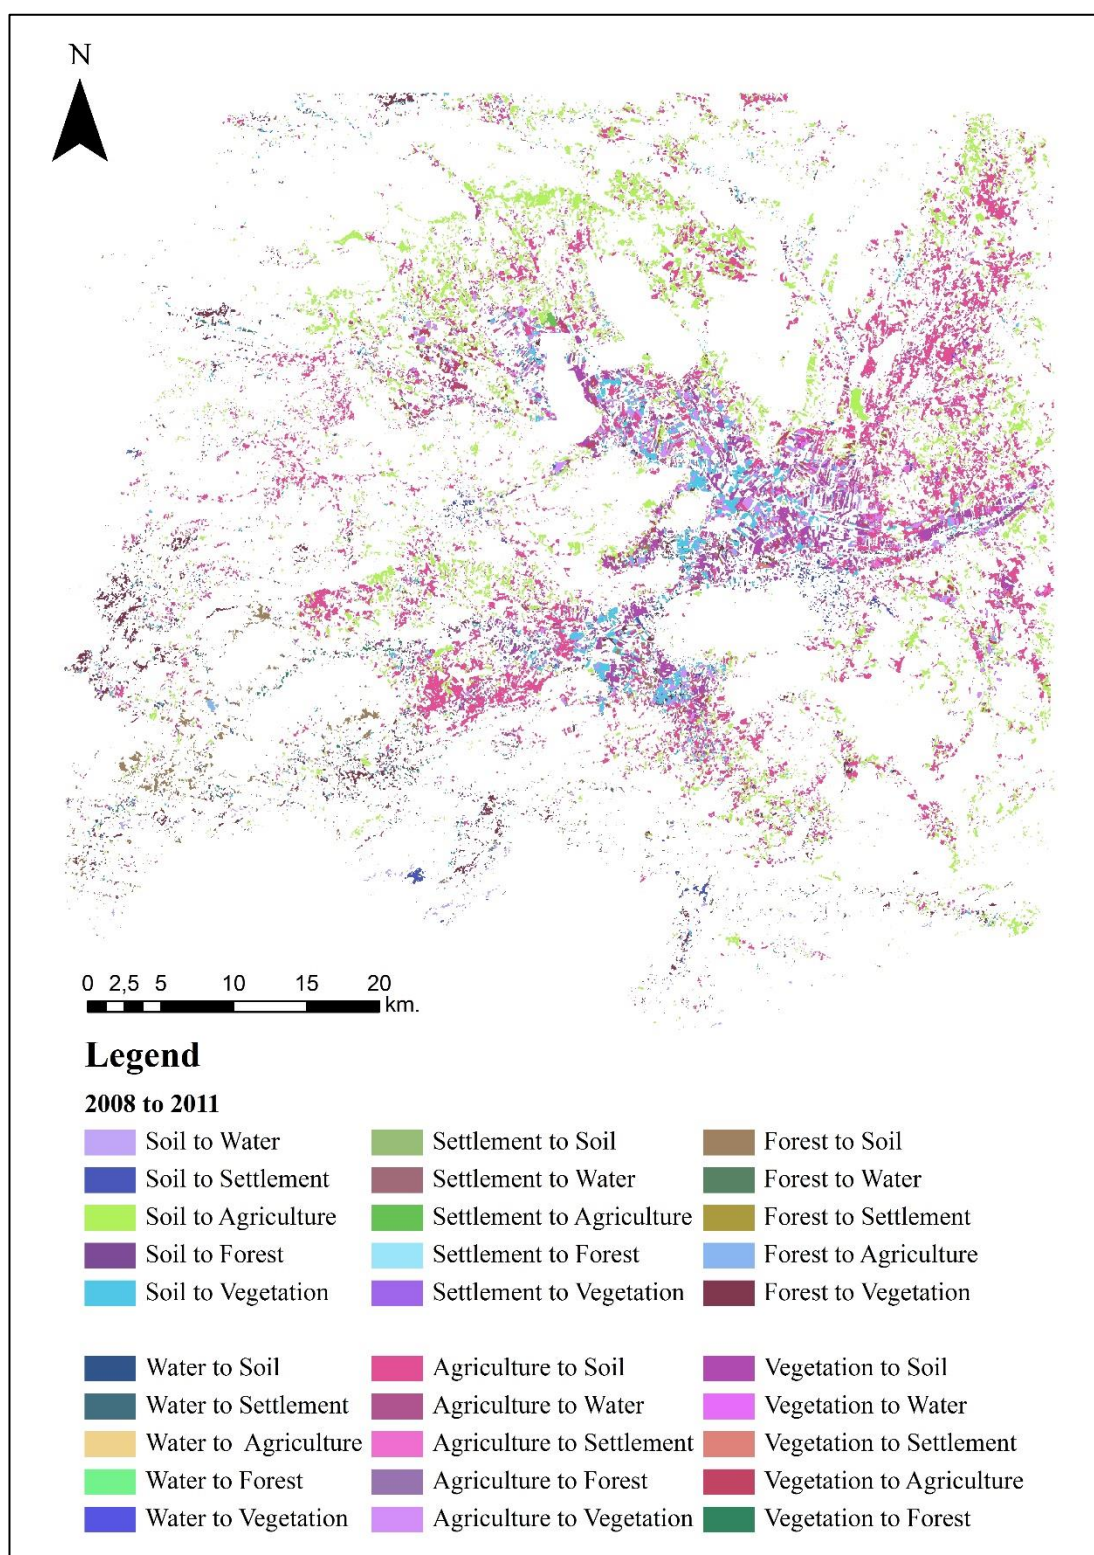 N
0 2,5 5 10 15 20
km.
Legend
2008 to 2011
Soil to Water
Soil to Settlement
Soil to Agriculture
Soil to Forest
Soil to Vegetation
Settlement to Soil
Settlement to Water
Settlement to Agriculture
Settlement to Forest
Settlement to Vegetation
Forest to Soil
Forest to Water
Forest to Settlement
Forest to Agriculture
Forest to Vegetation
Water to Soil
Water to Settlement
Water to Agriculture
Water to Forest
Water to Vegetation
Agriculture to Soil
Agriculture to Water
Agriculture to Settlement
Agriculture to Forest
Agriculture to Vegetation
Vegetation to Soil
Vegetation to Water
Vegetation to Settlement
Vegetation to Agriculture
Vegetation to Forest